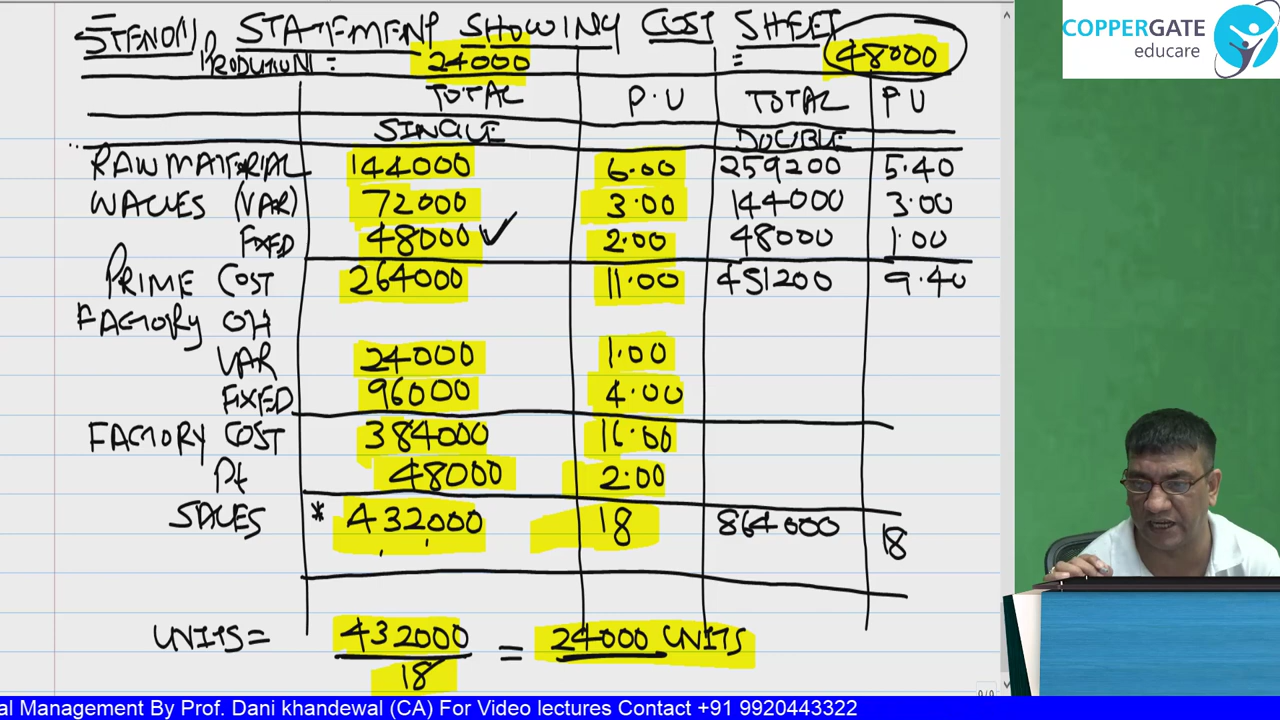 STATEMENT SHOWING COST SHEET
PRODUTION = 24000 = 48000
TOTAL P.U TOTAL P U
SINGLE DOUBLE
RAW MATERIAL 144000 6.00 259200 5.40
WAGES (VAR) 72000 3.00 144000 3.00
FIXED 48000 ✓ 2.00 48000 1.00
PRIME COST 264000 11.00 451200 9.40
FACTORY OH
VAR 24000 1.00
FIXED 96000 4.00
FACTORY COST 384000 16.00
Pt 48000 2.00
SALES * 432000 18 864000 18
UNITS = 432000 / 18 = 24000 UNITS
COPPERGATE
educare
al Management By Prof. Dani khandewal (CA) For Video lectures Contact +91 9920443322